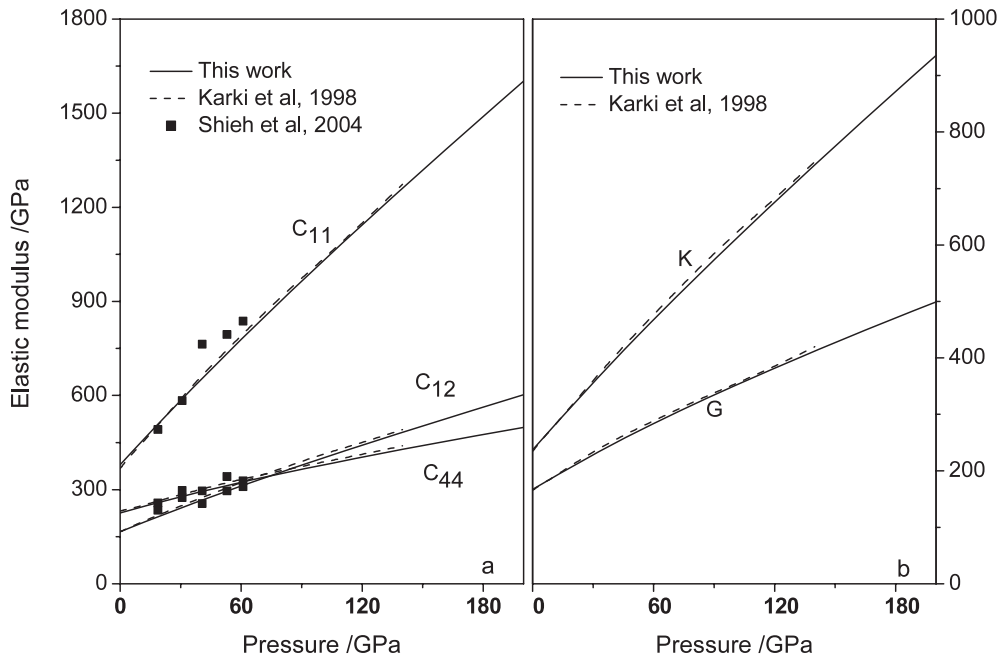 1800
1500
1200
900
600
300
0
Elastic modulus /GPa
This work
Karki et al, 1998
Shieh et al, 2004
C11
C12
C44
a
0
60
120
180
Pressure /GPa
This work
Karki et al, 1998
K
G
b
1000
800
600
400
200
0
0
60
120
180
Pressure /GPa